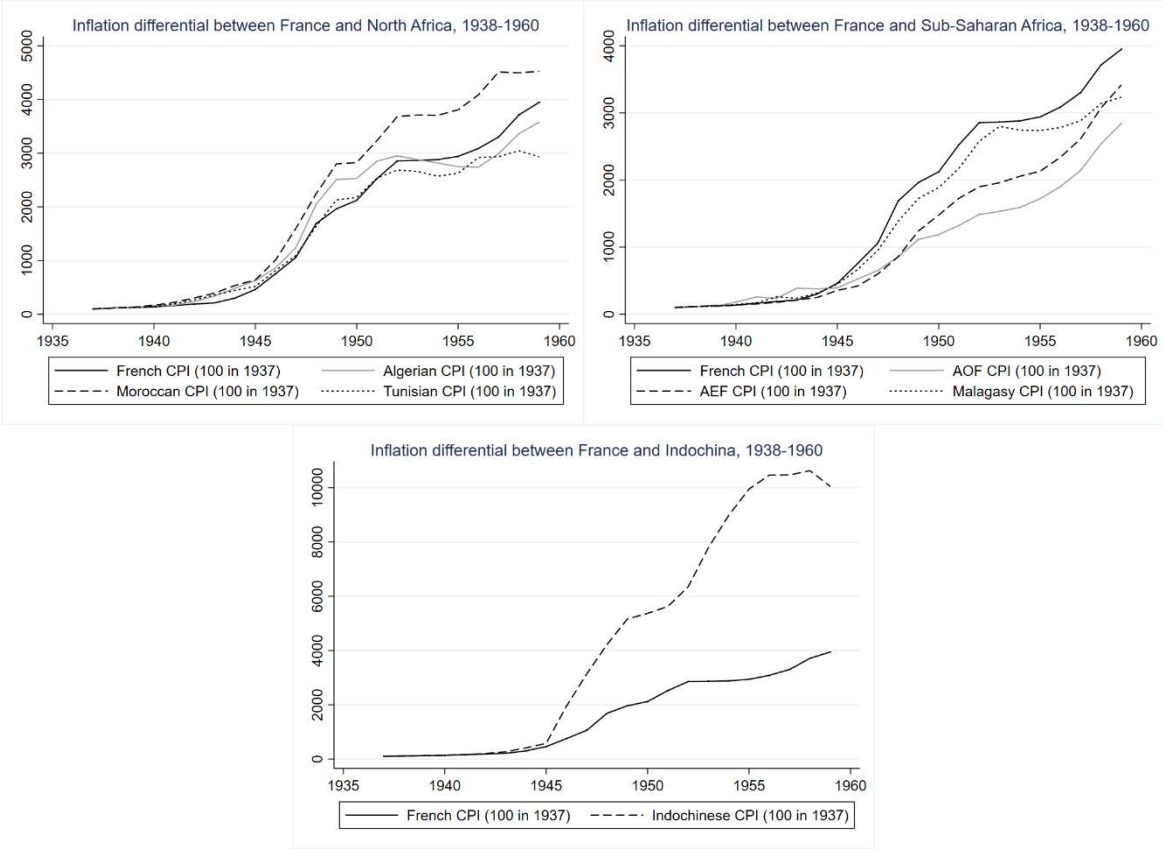 Inflation differential between France and North Africa, 1938-1960
5000
4000
3000
2000
1000
0
1935 1940 1945 1950 1955 1960
French CPI (100 in 1937) Algerian CPI (100 in 1937)
Moroccan CPI (100 in 1937) Tunisian CPI (100 in 1937)
Inflation differential between France and Sub-Saharan Africa, 1938-1960
4000
3000
2000
1000
0
1935 1940 1945 1950 1955 1960
French CPI (100 in 1937) AOF CPI (100 in 1937)
AEF CPI (100 in 1937) Malagasy CPI (100 in 1937)
Inflation differential between France and Indochina, 1938-1960
10000
8000
6000
4000
2000
0
1935 1940 1945 1950 1955 1960
French CPI (100 in 1937) Indochinese CPI (100 in 1937)